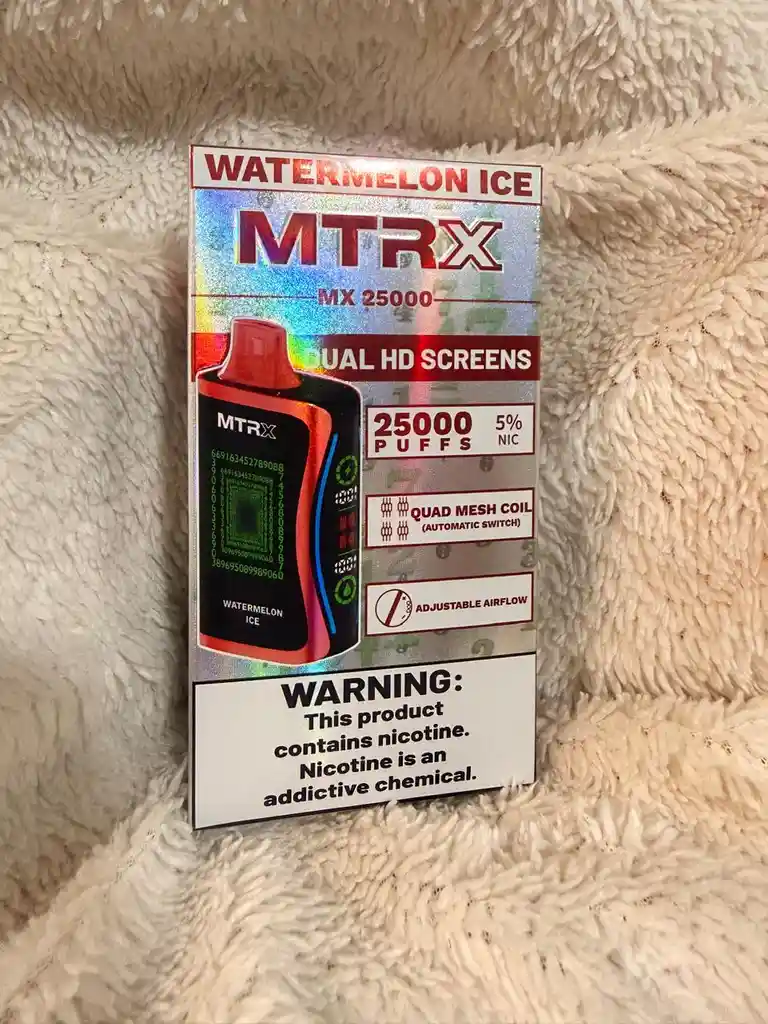 WATERMELON ICE
MTRX
MX 25000
DUAL HD SCREENS
25000
PUFFS
5%
NIC
QUAD MESH COIL
(AUTOMATIC SWITCH)
ADJUSTABLE AIRFLOW
MTRX
669163452789088
WATERMELON
ICE
WARNING:
This product
contains nicotine.
Nicotine is an
addictive chemical.